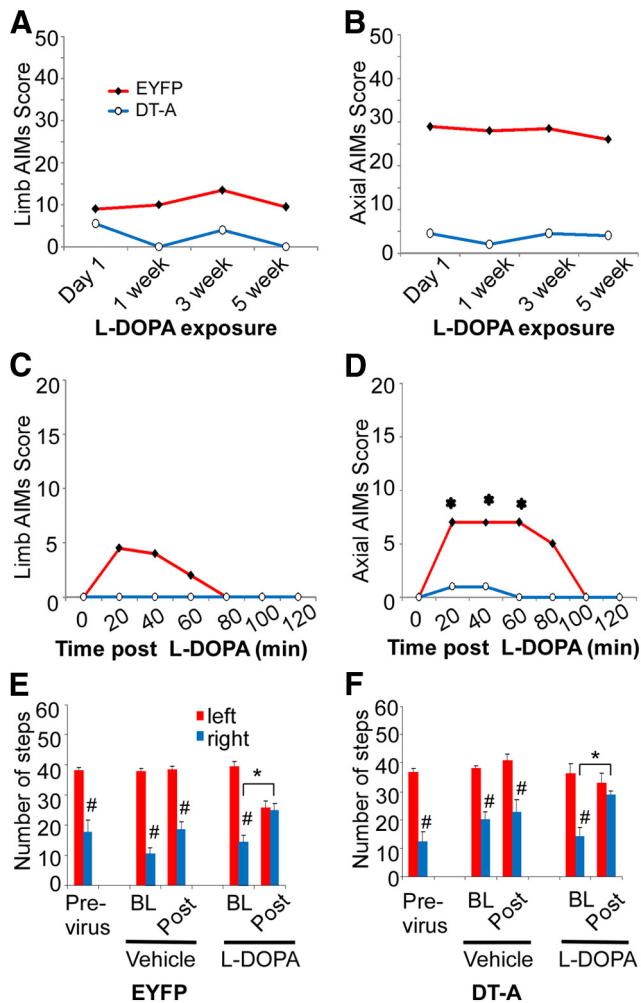 A
B
50
40
30
20
10
0
Limb AIMs Score
EYFP
DT-A
Day 1
1 week
3 week
5 week
L-DOPA exposure
50
40
30
20
10
0
Axial AIMs Score
Day 1
1 week
3 week
5 week
L-DOPA exposure
C
D
20
15
10
5
0
Limb AIMs Score
0 20 40 60 80 100 120
Time post L-DOPA (min)
20
15
10
5
0
Axial AIMs Score
✱ ✱ ✱
0 20 40 60 80 100 120
Time post L-DOPA (min)
E
F
60
50
40
30
20
10
0
Number of steps
left
right
# # # # *
Pre-
virus
BL Post BL Post
Vehicle L-DOPA
EYFP
60
50
40
30
20
10
0
Number of steps
# # # # *
Pre-
virus
BL Post BL Post
Vehicle L-DOPA
DT-A